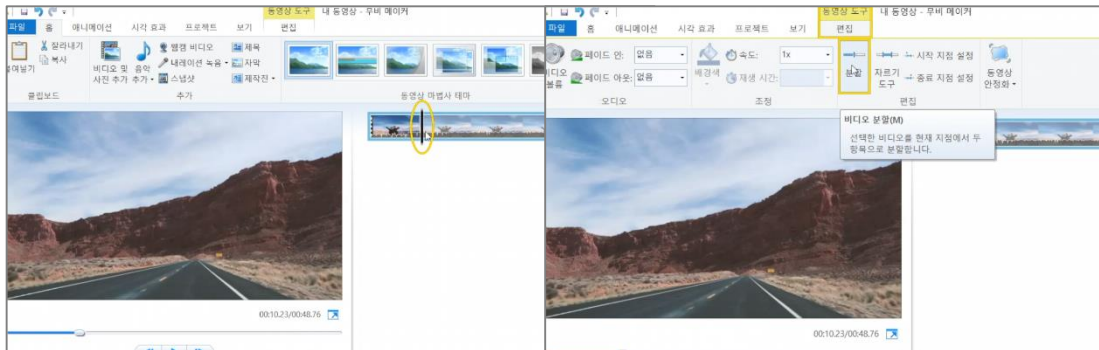 동영상 도구 내 동영상 - 무비 메이커
파일 홈 애니메이션 시각 효과 프로젝트 보기 편집
잘라내기
복사
비디오 및 사진 추가
음악 추가
웹캠 비디오
내레이션 녹음
스냅샷
제목
자막
제작진
클립보드 추가 동영상 마법사 테마
00:10.23/00:48.76
동영상 도구 내 동영상 - 무비 메이커
파일 홈 애니메이션 시각 효과 프로젝트 보기 편집
비디오 볼륨
페이드 인: 없음
페이드 아웃: 없음
배경색
속도: 1x
재생 시간:
분할
자르기 도구
시작 지점 설정
종료 지점 설정
동영상 안정화
오디오 조정 편집
비디오 분할(M)
선택한 비디오를 현재 지점에서 두
항목으로 분할합니다.
00:10.23/00:48.76